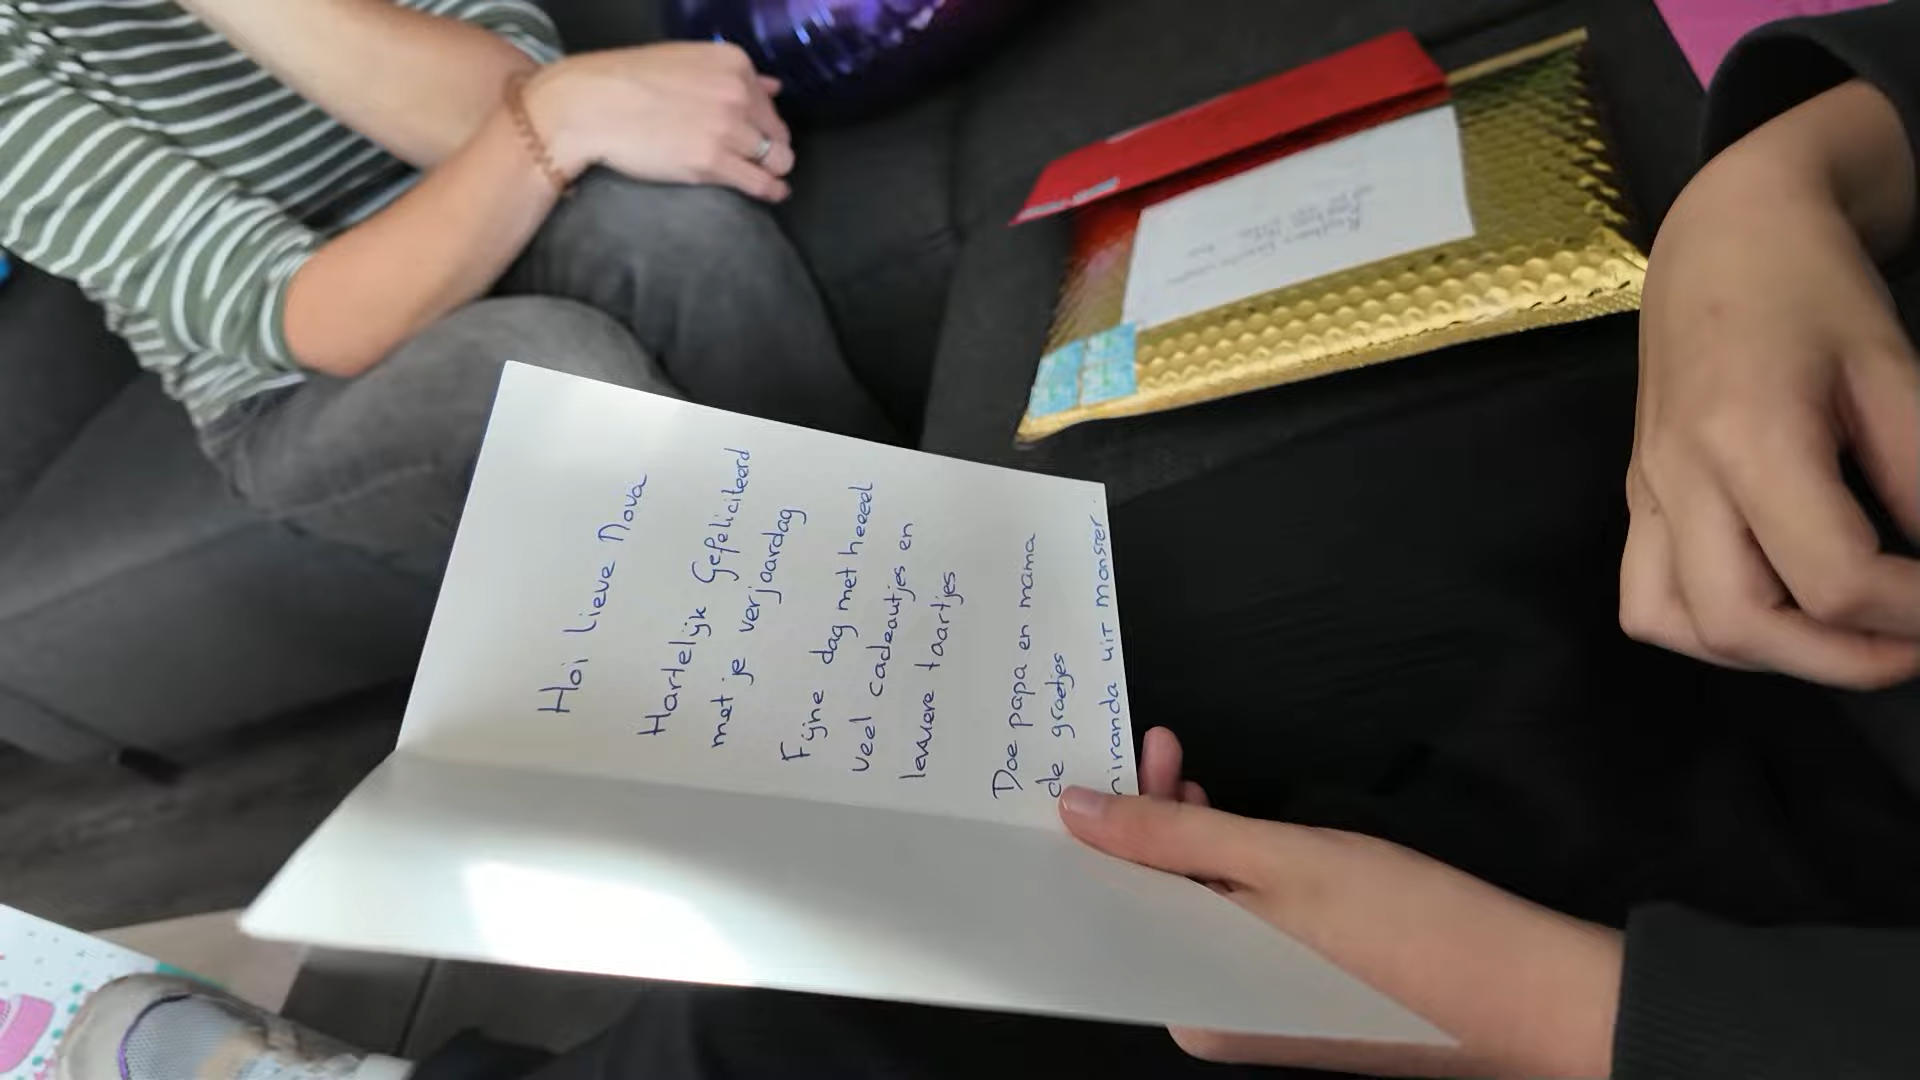 Hoi lieve Nova
Hartelijk Gefeliciteerd
met je verjaardag
Fijne dag met heeeel
veel cadeautjes en
lekkere taartjes
Doe papa en mama
de groetjes
miranda uit monster.